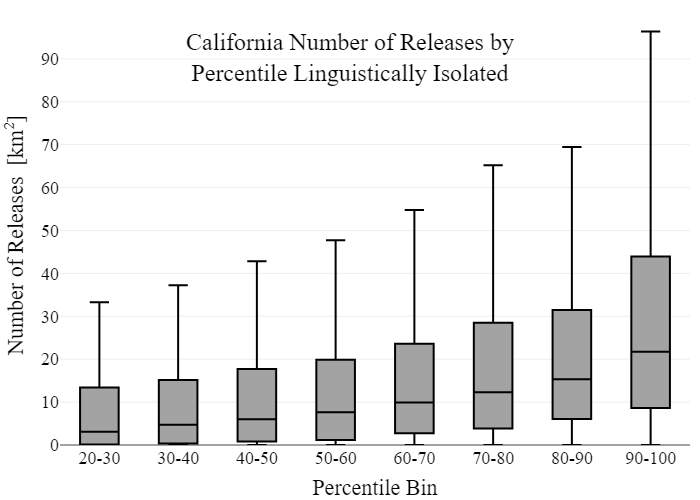 California Number of Releases by
Percentile Linguistically Isolated
Number of Releases [km²]
90
80
70
60
50
40
30
20
10
0
20-30 30-40 40-50 50-60 60-70 70-80 80-90 90-100
Percentile Bin